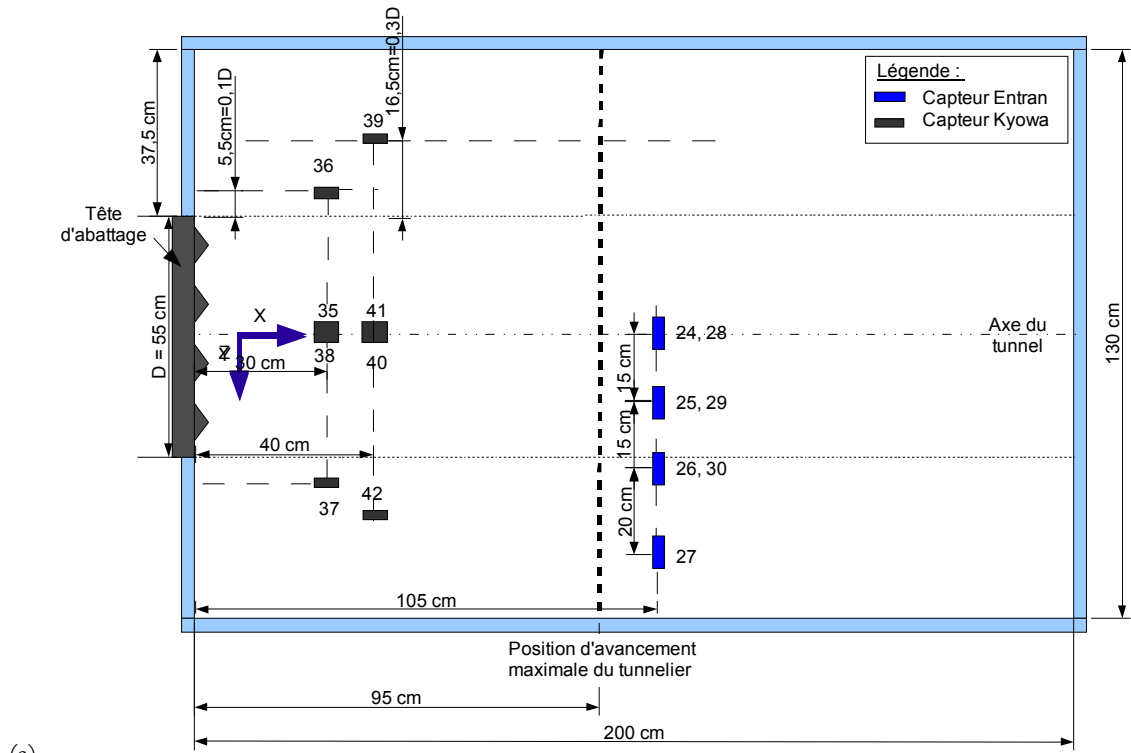 Légende :
Capteur Entran
Capteur Kyowa
37,5 cm
5,5cm=0,1D
16,5cm=0,3D
39
36
Tête
d'abattage
D = 55 cm
X
Z
35
38
41
40
30 cm
24, 28
Axe du
tunnel
130 cm
15 cm
25, 29
15 cm
26, 30
40 cm
37
42
20 cm
27
105 cm
Position d'avancement
maximale du tunnelier
95 cm
200 cm